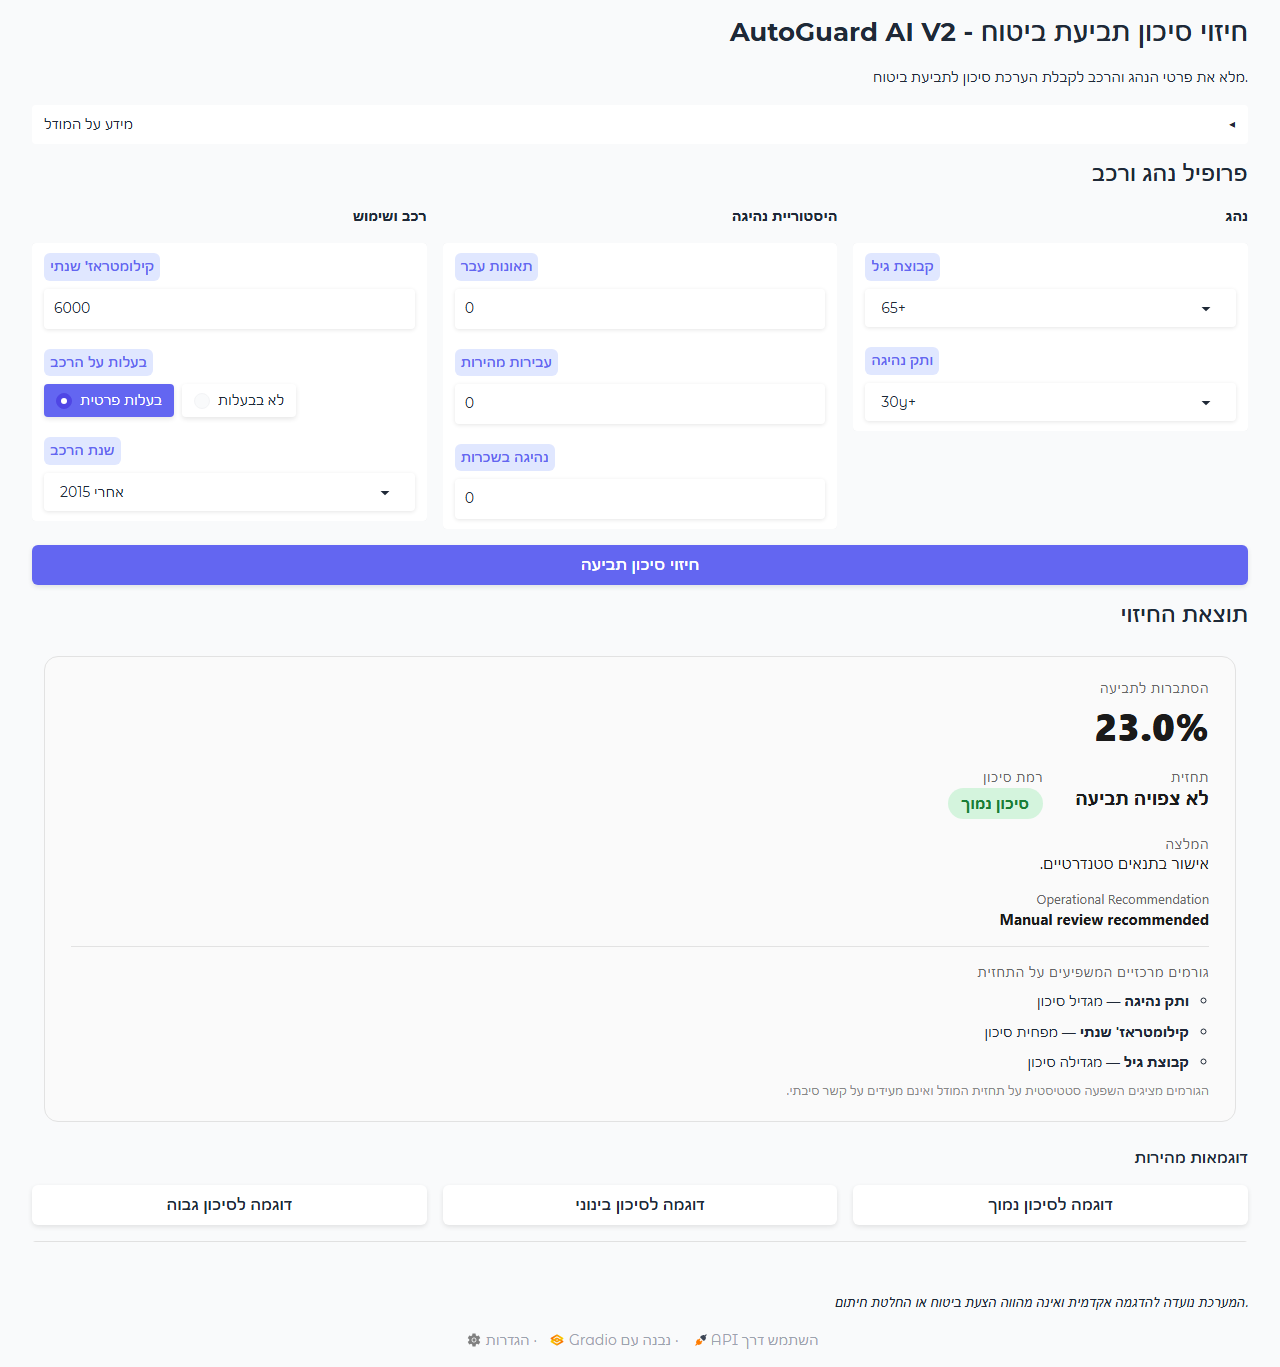 חיזוי סיכון תביעת ביטוח - AutoGuard AI V2
מלא את פרטי הנהג והרכב לקבלת הערכת סיכון לתביעת ביטוח.
מידע על המודל
פרופיל נהג ורכב
נהג
קבוצת גיל
65+
ותק נהיגה
30y+
היסטוריית נהיגה
תאונות עבר
0
עבירות מהירות
0
נהיגה בשכרות
0
רכב ושימוש
קילומטראז' שנתי
6000
בעלות על הרכב
בעלות פרטית
לא בבעלות
שנת הרכב
אחרי 2015
חיזוי סיכון תביעה
תוצאת החיזוי
הסתברות לתביעה
23.0%
תחזית
לא צפויה תביעה
רמת סיכון
סיכון נמוך
המלצה
אישור בתנאים סטנדרטיים.
Operational Recommendation
Manual review recommended
גורמים מרכזיים המשפיעים על התחזית
ותק נהיגה — מגדיל סיכון
קילומטראז' שנתי — מפחית סיכון
קבוצת גיל — מגדילה סיכון
הגורמים מציגים השפעה סטטיסטית על תחזית המודל ואינם מעידים על קשר סיבתי.
דוגמאות מהירות
דוגמה לסיכון נמוך
דוגמה לסיכון בינוני
דוגמה לסיכון גבוה
המערכת נועדה להדגמה אקדמית ואינה מהווה הצעת ביטוח או החלטת חיתום.
השתמש דרך API · נבנה עם Gradio · הגדרות